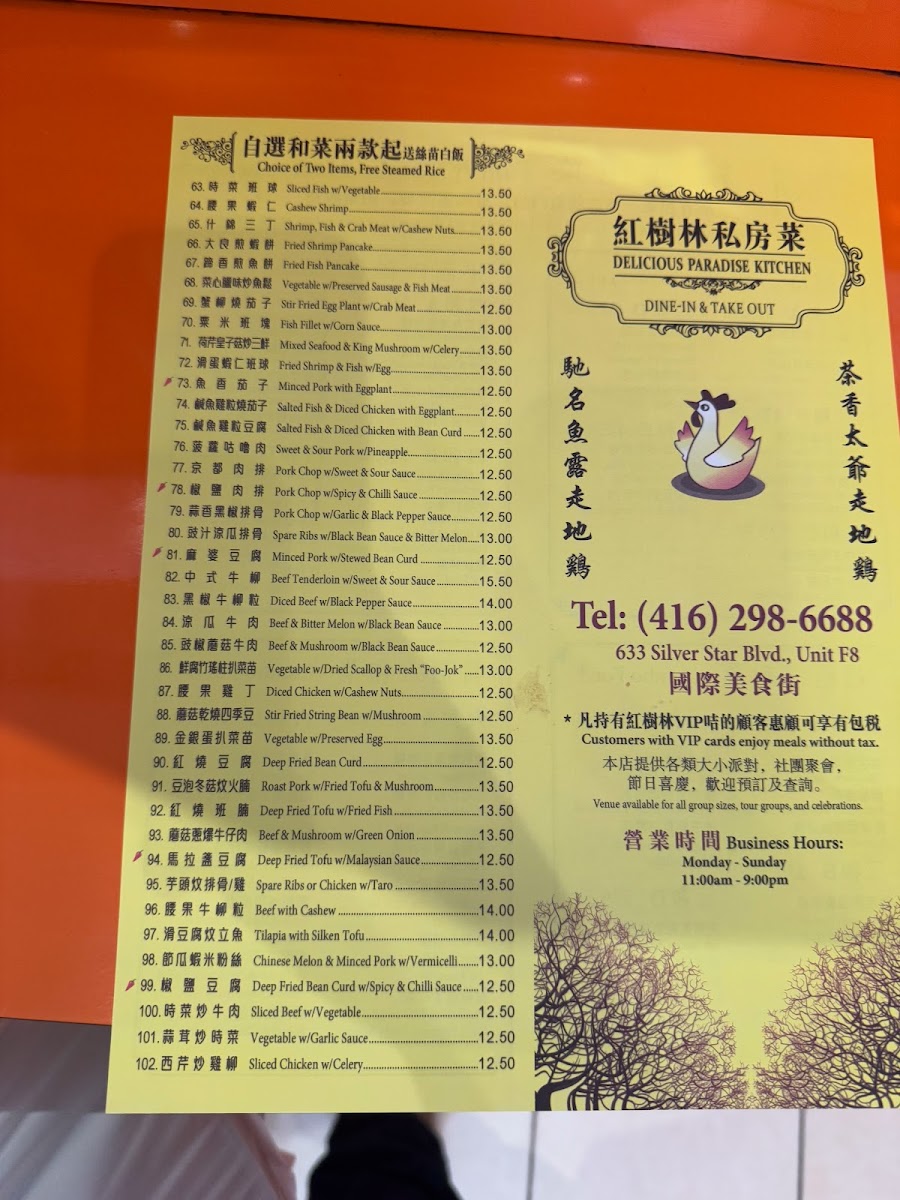 自選和菜兩款起送絲苗白飯
Choice of Two Items, Free Steamed Rice
63. 時菜班球 Sliced Fish w/Vegetable 13.50
64. 腰果蝦仁 Cashew Shrimp 13.50
65. 什錦三丁 Shrimp, Fish & Crab Meat w/Cashew Nuts 13.50
66. 大良煎蝦餅 Fried Shrimp Pancake 13.50
67. 蹄香煎魚餅 Fried Fish Pancake 13.50
68. 菜心臘味炒魚鬆 Vegetable w/Preserved Sausage & Fish Meat 13.50
69. 蟹柳燒茄子 Stir Fried Egg Plant w/Crab Meat 12.50
70. 粟米班塊 Fish Fillet w/Corn Sauce 13.00
71. 荷芹皇子菇炒三鮮 Mixed Seafood & King Mushroom w/Celery 13.50
72. 滑蛋蝦仁班球 Fried Shrimp & Fish w/Egg 13.50
73. 魚香茄子 Minced Pork with Eggplant 12.50
74. 鹹魚雞粒燒茄子 Salted Fish & Diced Chicken with Eggplant 12.50
75. 鹹魚雞粒豆腐 Salted Fish & Diced Chicken with Bean Curd 12.50
76. 菠蘿咕嚕肉 Sweet & Sour Pork w/Pineapple 12.50
77. 京都肉排 Pork Chop w/Sweet & Sour Sauce 12.50
78. 椒鹽肉排 Pork Chop w/Spicy & Chilli Sauce 12.50
79. 蒜香黑椒排骨 Pork Chop w/Garlic & Black Pepper Sauce 12.50
80. 豉汁涼瓜排骨 Spare Ribs w/Black Bean Sauce & Bitter Melon 13.00
81. 麻婆豆腐 Minced Pork w/Stewed Bean Curd 12.50
82. 中式牛柳 Beef Tenderloin w/Sweet & Sour Sauce 15.50
83. 黑椒牛柳粒 Diced Beef w/Black Pepper Sauce 14.00
84. 涼瓜牛肉 Beef & Bitter Melon w/Black Bean Sauce 13.00
85. 豉椒蘑菇牛肉 Beef & Mushroom w/Black Bean Sauce 12.50
86. 鮮腐竹瑤柱扒菜苗 Vegetable w/Dried Scallop & Fresh "Foo-Jok" 13.00
87. 腰果雞丁 Diced Chicken w/Cashew Nuts 12.50
88. 蘑菇乾燒四季豆 Stir Fried String Bean w/Mushroom 12.50
89. 金銀蛋扒菜苗 Vegetable w/Preserved Egg 13.50
90. 紅燒豆腐 Deep Fried Bean Curd 12.50
91. 豆泡冬菇炆火腩 Roast Pork w/Fried Tofu & Mushroom 13.50
92. 紅燒班腩 Deep Fried Tofu w/Fried Fish 13.50
93. 蘑菇蔥爆牛仔肉 Beef & Mushroom w/Green Onion 13.50
94. 馬拉盞豆腐 Deep Fried Tofu w/Malaysian Sauce 12.50
95. 芋頭炆排骨/雞 Spare Ribs or Chicken w/Taro 13.50
96. 腰果牛柳粒 Beef with Cashew 14.00
97. 滑豆腐炆立魚 Tilapia with Silken Tofu 14.00
98. 節瓜蝦米粉絲 Chinese Melon & Minced Pork w/Vermicelli 13.00
99. 椒鹽豆腐 Deep Fried Bean Curd w/Spicy & Chilli Sauce 12.50
100. 時菜炒牛肉 Sliced Beef w/Vegetable 12.50
101. 蒜茸炒時菜 Vegetable w/Garlic Sauce 12.50
102. 西芹炒雞柳 Sliced Chicken w/Celery 12.50
紅樹林私房菜
DELICIOUS PARADISE KITCHEN
DINE-IN & TAKE OUT
馳名魚露走地鷄
茶香太爺走地鷄
Tel: (416) 298-6688
633 Silver Star Blvd., Unit F8
國際美食街
* 凡持有紅樹林VIP咭的顧客惠顧可享有包稅
Customers with VIP cards enjoy meals without tax.
本店提供各類大小派對，社團聚會，
節日喜慶，歡迎預訂及查詢。
Venue available for all group sizes, tour groups, and celebrations.
營業時間 Business Hours:
Monday - Sunday
11:00am - 9:00pm